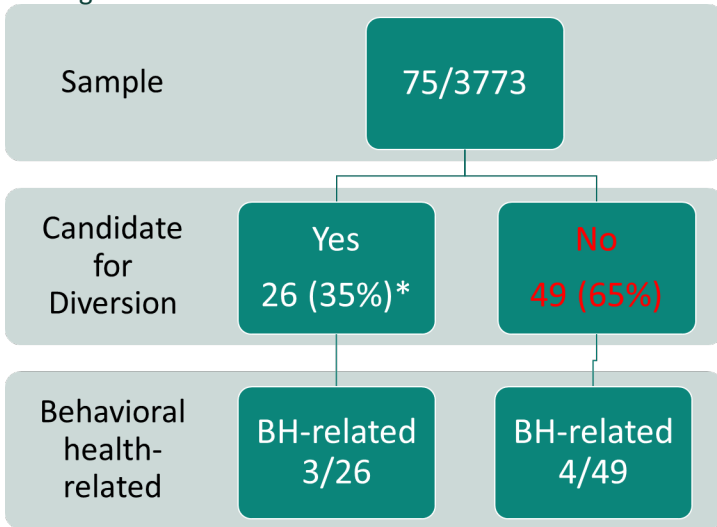 Sample
75/3773
Candidate
for
Diversion
Yes
26 (35%)*
No
49 (65%)
Behavioral
health-
related
BH-related
3/26
BH-related
4/49